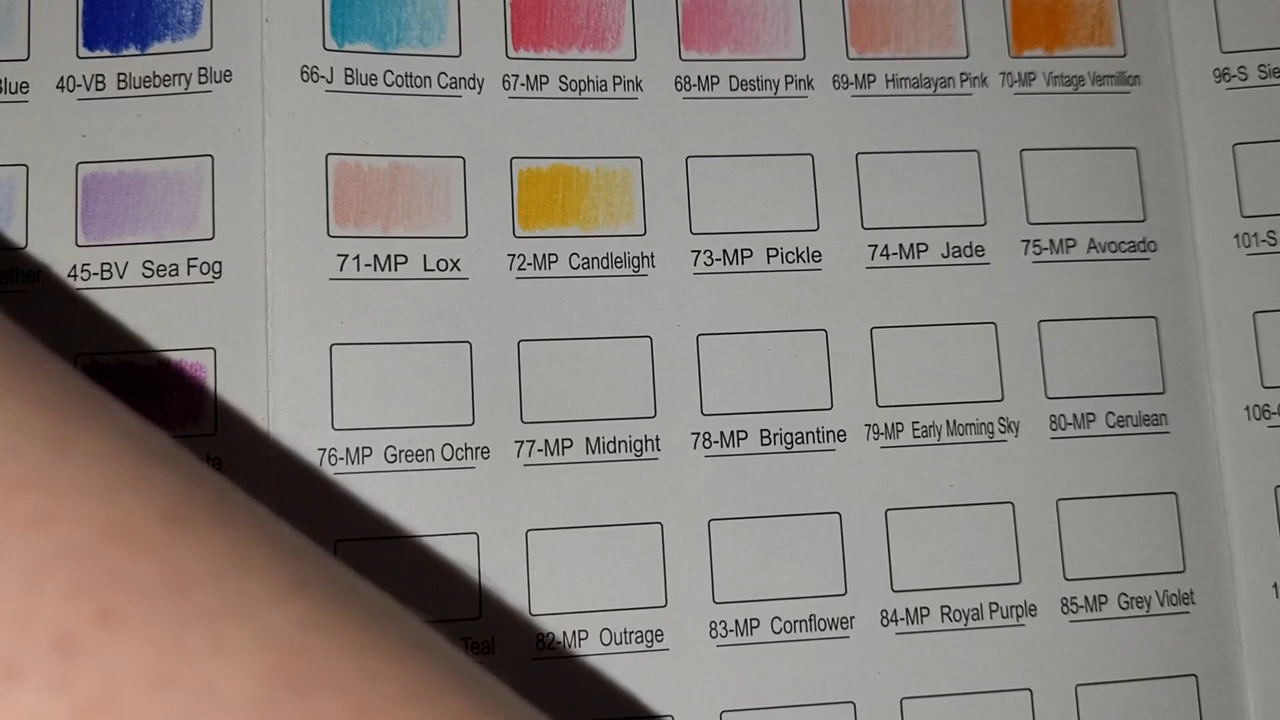 Blue
40-VB Blueberry Blue
66-J Blue Cotton Candy
67-MP Sophia Pink
68-MP Destiny Pink
69-MP Himalayan Pink
70-MP Vintage Vermillion
96-S
45-BV Sea Fog
71-MP Lox
72-MP Candlelight
73-MP Pickle
74-MP Jade
75-MP Avocado
101-S
76-MP Green Ochre
77-MP Midnight
78-MP Brigantine
79-MP Early Morning Sky
80-MP Cerulean
Teal
82-MP Outrage
83-MP Cornflower
84-MP Royal Purple
85-MP Grey Violet